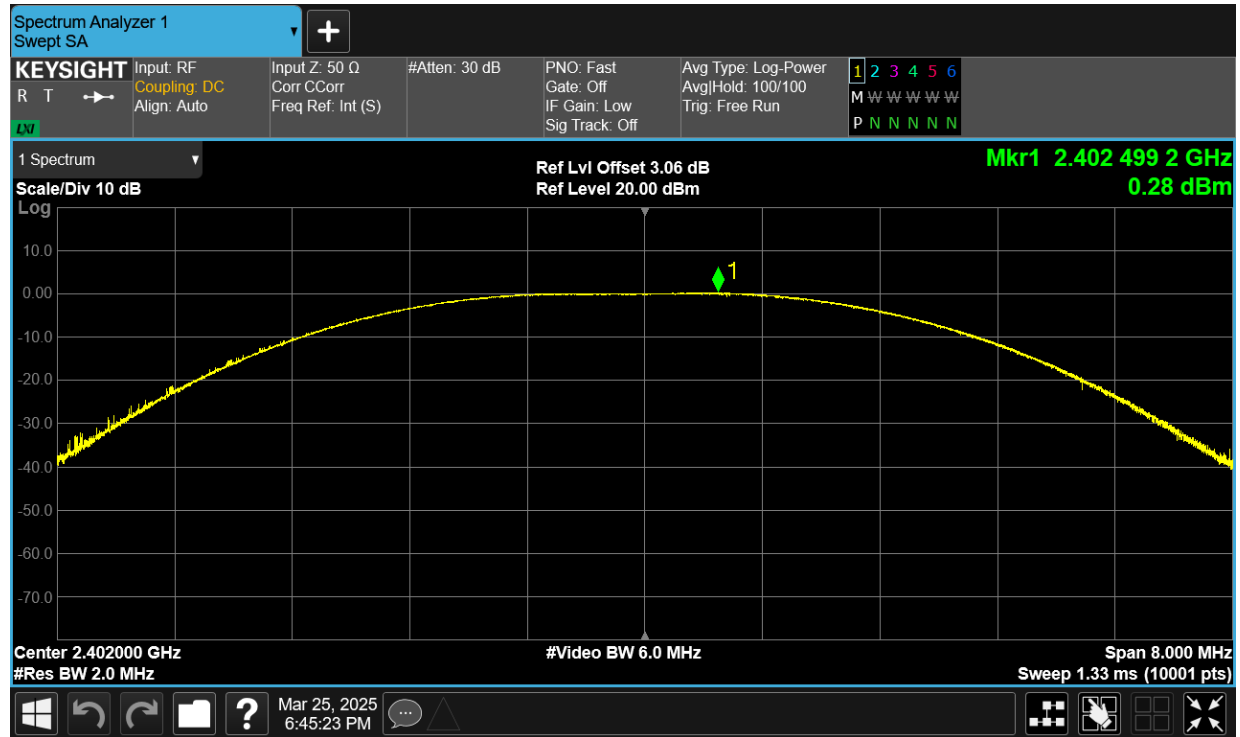 Spectrum Analyzer 1
Swept SA
KEYSIGHT
R T
LXI
Input: RF
Coupling: DC
Align: Auto
Input Z: 50 Ω
Corr CCorr
Freq Ref: Int (S)
#Atten: 30 dB
PNO: Fast
Gate: Off
IF Gain: Low
Sig Track: Off
Avg Type: Log-Power
Avg|Hold: 100/100
Trig: Free Run
1 2 3 4 5 6
M W W W W W
P N N N N N
1 Spectrum
Scale/Div 10 dB
Log
Ref Lvl Offset 3.06 dB
Ref Level 20.00 dBm
Mkr1 2.402 499 2 GHz
0.28 dBm
10.0
0.00
-10.0
-20.0
-30.0
-40.0
-50.0
-60.0
-70.0
1
Center 2.402000 GHz
#Res BW 2.0 MHz
#Video BW 6.0 MHz
Span 8.000 MHz
Sweep 1.33 ms (10001 pts)
?
Mar 25, 2025
6:45:23 PM